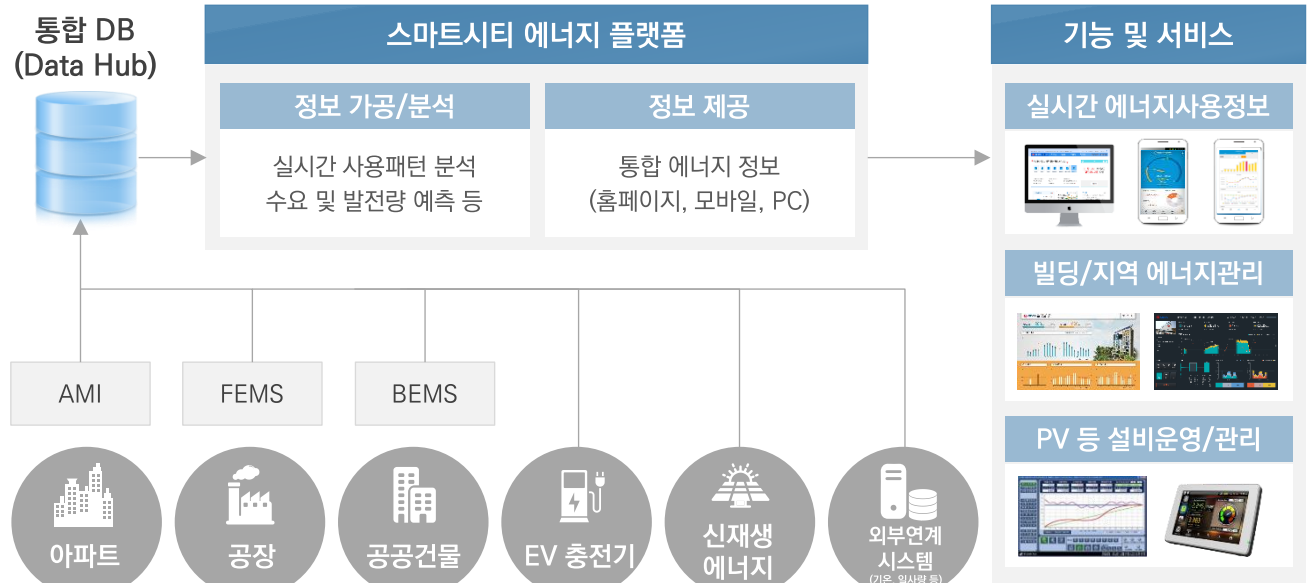 통합 DB
(Data Hub)
스마트시티 에너지 플랫폼
정보 가공/분석
실시간 사용패턴 분석
수요 및 발전량 예측 등
정보 제공
통합 에너지 정보
(홈페이지, 모바일, PC)
기능 및 서비스
실시간 에너지사용정보
빌딩/지역 에너지관리
PV 등 설비운영/관리
AMI
FEMS
BEMS
아파트
공장
공공건물
EV 충전기
신재생
에너지
외부연계
시스템
(기온, 일사량 등)